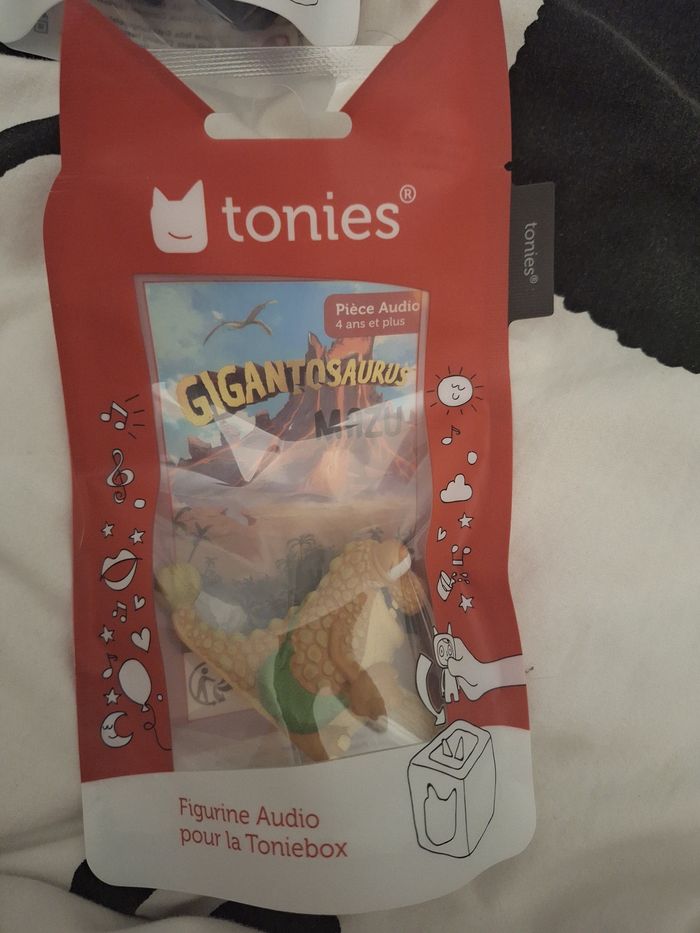 tonies®
tonies®
Pièce Audio
4 ans et plus
GIGANTOSAURUS
MAZU
Figurine Audio
pour la Toniebox